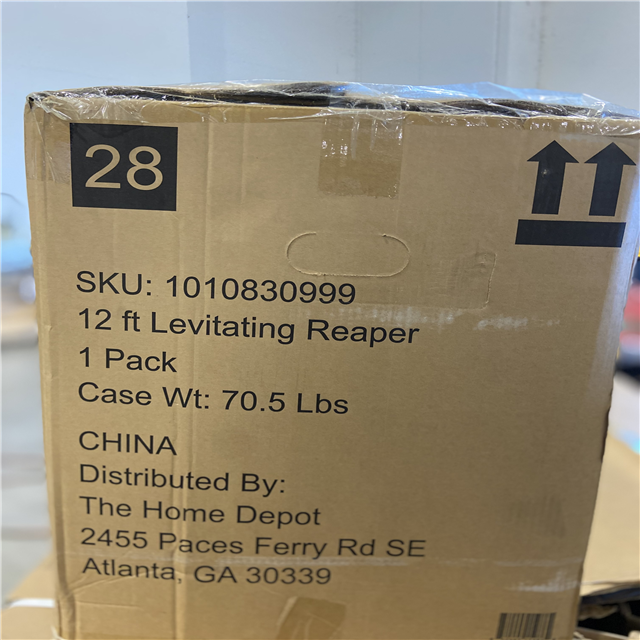 28
SKU: 1010830999
12 ft Levitating Reaper
1 Pack
Case Wt: 70.5 Lbs
CHINA
Distributed By:
The Home Depot
2455 Paces Ferry Rd SE
Atlanta, GA 30339